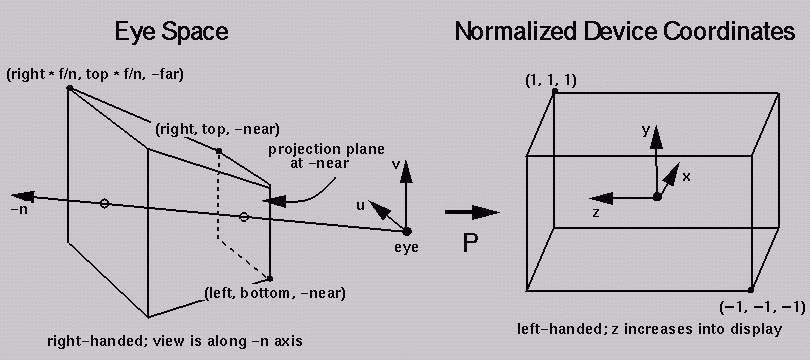 Eye Space
Normalized Device Coordinates
(right * f/n, top * f/n, −far)
(right, top, −near)
projection plane
at −near
v
u
−n
eye
(left, bottom, −near)
right−handed; view is along −n axis
P
(1, 1, 1)
y
x
z
(−1, −1, −1)
left−handed; z increases into display